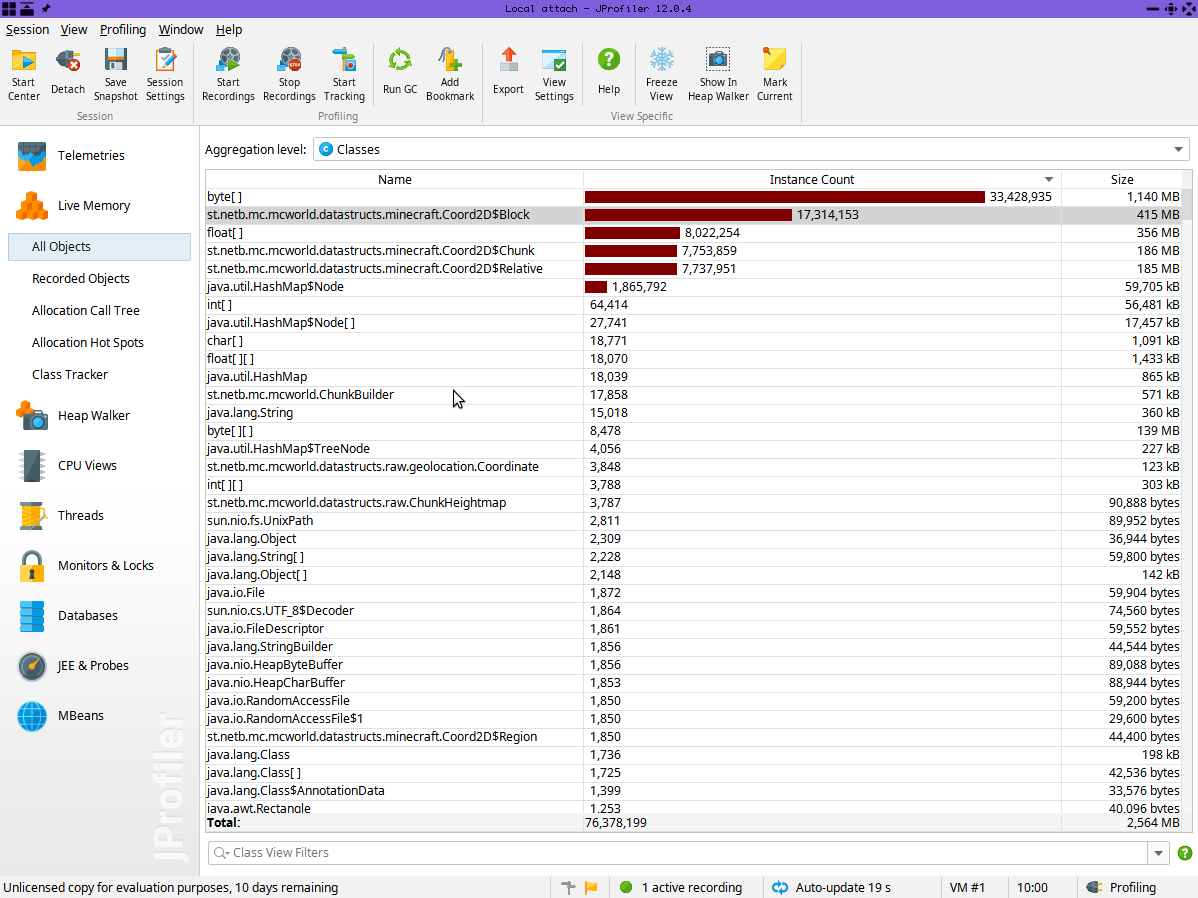 Local attach - JProfiler 12.0.4
Session View Profiling Window Help
Start Center
Detach
Save Snapshot
Session Settings
Start Recordings
Stop Recordings
Start Tracking
Run GC
Add Bookmark
Export
View Settings
Help
Freeze View
Show In Heap Walker
Mark Current
Session Profiling View Specific
Telemetries
Live Memory
All Objects
Recorded Objects
Allocation Call Tree
Allocation Hot Spots
Class Tracker
Heap Walker
CPU Views
Threads
Monitors & Locks
Databases
JEE & Probes
MBeans
JProfiler
Aggregation level: Classes
Name Instance Count Size
byte[ ] 33,428,935 1,140 MB
st.netb.mc.mcworld.datastructs.minecraft.Coord2D$Block 17,314,153 415 MB
float[ ] 8,022,254 356 MB
st.netb.mc.mcworld.datastructs.minecraft.Coord2D$Chunk 7,753,859 186 MB
st.netb.mc.mcworld.datastructs.minecraft.Coord2D$Relative 7,737,951 185 MB
java.util.HashMap$Node 1,865,792 59,705 kB
int[ ] 64,414 56,481 kB
java.util.HashMap$Node[ ] 27,741 17,457 kB
char[ ] 18,771 1,091 kB
float[ ][ ] 18,070 1,433 kB
java.util.HashMap 18,039 865 kB
st.netb.mc.mcworld.ChunkBuilder 17,858 571 kB
java.lang.String 15,018 360 kB
byte[ ][ ] 8,478 139 MB
java.util.HashMap$TreeNode 4,056 227 kB
st.netb.mc.mcworld.datastructs.raw.geolocation.Coordinate 3,848 123 kB
int[ ][ ] 3,788 303 kB
st.netb.mc.mcworld.datastructs.raw.ChunkHeightmap 3,787 90,888 bytes
sun.nio.fs.UnixPath 2,811 89,952 bytes
java.lang.Object 2,309 36,944 bytes
java.lang.String[ ] 2,228 59,800 bytes
java.lang.Object[ ] 2,148 142 kB
java.io.File 1,872 59,904 bytes
sun.nio.cs.UTF_8$Decoder 1,864 74,560 bytes
java.io.FileDescriptor 1,861 59,552 bytes
java.lang.StringBuilder 1,856 44,544 bytes
java.nio.HeapByteBuffer 1,856 89,088 bytes
java.nio.HeapCharBuffer 1,853 88,944 bytes
java.io.RandomAccessFile 1,850 59,200 bytes
java.io.RandomAccessFile$1 1,850 29,600 bytes
st.netb.mc.mcworld.datastructs.minecraft.Coord2D$Region 1,850 44,400 bytes
java.lang.Class 1,736 198 kB
java.lang.Class[ ] 1,725 42,536 bytes
java.lang.Class$AnnotationData 1,399 33,576 bytes
java.awt.Rectangle 1,253 40,096 bytes
Total: 76,378,199 2,564 MB
Class View Filters
Unlicensed copy for evaluation purposes, 10 days remaining 1 active recording Auto-update 19 s VM #1 10:00 Profiling